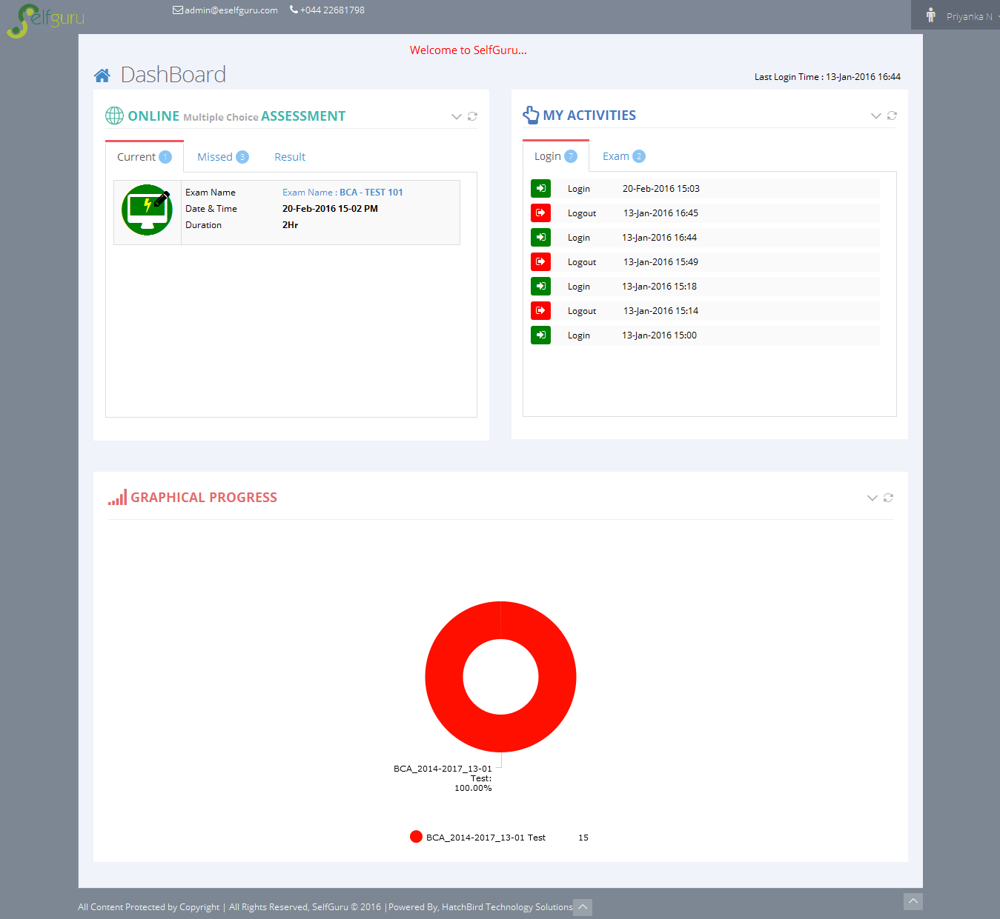 Selfguru
admin@eselfguru.com +044 22681798
Priyanka N
Welcome to SelfGuru...
DashBoard
Last Login Time : 13-Jan-2016 16:44
ONLINE Multiple Choice ASSESSMENT
Current 1 Missed 3 Result
Exam Name Exam Name : BCA - TEST 101
Date & Time 20-Feb-2016 15-02 PM
Duration 2Hr
MY ACTIVITIES
Login 7 Exam 2
Login 20-Feb-2016 15:03
Logout 13-Jan-2016 16:45
Login 13-Jan-2016 16:44
Logout 13-Jan-2016 15:49
Login 13-Jan-2016 15:18
Logout 13-Jan-2016 15:14
Login 13-Jan-2016 15:00
GRAPHICAL PROGRESS
BCA_2014-2017_13-01
Test:
100.00%
BCA_2014-2017_13-01 Test 15
All Content Protected by Copyright | All Rights Reserved, SelfGuru © 2016 |Powered By, HatchBird Technology Solutions